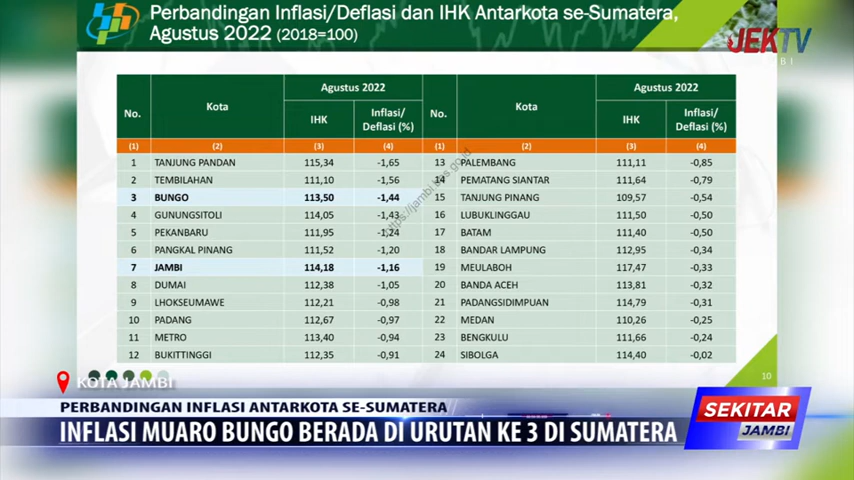 Perbandingan Inflasi/Deflasi dan IHK Antarkota se-Sumatera,
Agustus 2022 (2018=100)
JEKTV
No. Kota Agustus 2022 No. Kota Agustus 2022
IHK Inflasi/Deflasi (%) IHK Inflasi/Deflasi (%)
(1) (2) (3) (4) (1) (2) (3) (4)
1 TANJUNG PANDAN 115,34 -1,65 13 PALEMBANG 111,11 -0,85
2 TEMBILAHAN 111,10 -1,56 14 PEMATANG SIANTAR 111,64 -0,79
3 BUNGO 113,50 -1,44 15 TANJUNG PINANG 109,57 -0,54
4 GUNUNGSITOLI 114,05 -1,43 16 LUBUKLINGGAU 111,50 -0,50
5 PEKANBARU 111,95 -1,24 17 BATAM 111,40 -0,50
6 PANGKAL PINANG 111,52 -1,20 18 BANDAR LAMPUNG 112,95 -0,34
7 JAMBI 114,18 -1,16 19 MEULABOH 117,47 -0,33
8 DUMAI 112,38 -1,05 20 BANDA ACEH 113,81 -0,32
9 LHOKSEUMAWE 112,21 -0,98 21 PADANGSIDIMPUAN 114,79 -0,31
10 PADANG 112,67 -0,97 22 MEDAN 110,26 -0,25
11 METRO 113,40 -0,94 23 BENGKULU 111,66 -0,24
12 BUKITTINGGI 112,35 -0,91 24 SIBOLGA 114,40 -0,02
10
KOTA JAMBI
PERBANDINGAN INFLASI ANTARKOTA SE-SUMATERA
INFLASI MUARO BUNGO BERADA DI URUTAN KE 3 DI SUMATERA
SEKITAR
JAMBI